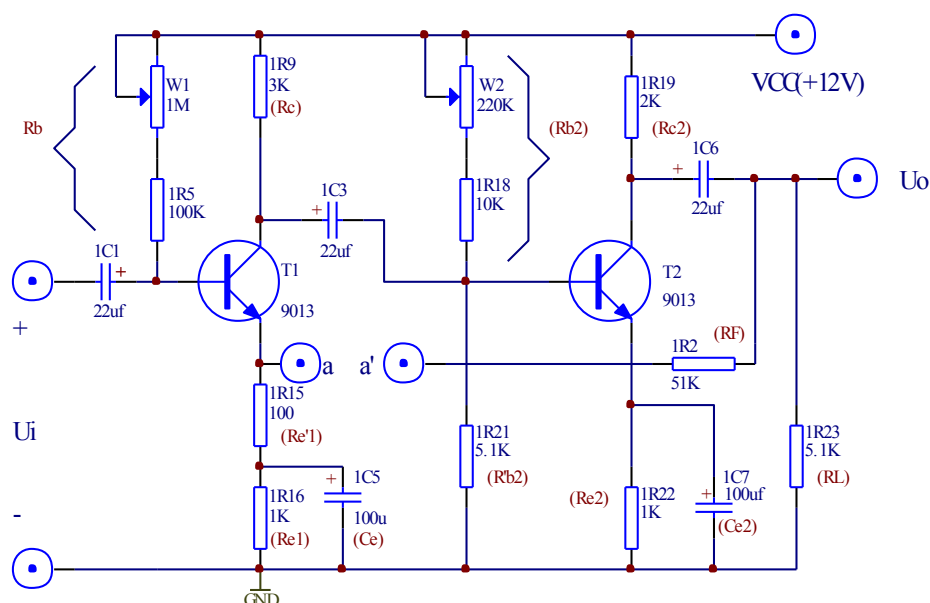 1R9
3K
(Rc)
W1
1M
Rb
1R5
100K
1C1
+
22uf
T1
9013
1C3
+
22uf
W2
220K
(Rb2)
1R18
10K
1R19
2K
(Rc2)
VCC(+12V)
1C6
+
22uf
Uo
T2
9013
+
a
a'
1R2
(RF)
51K
1R15
100
(Re'1)
Ui
1R21
5.1K
(R'b2)
1R23
5.1K
(RL)
1R16
1K
(Re1)
+
1C5
100u
(Ce)
(Re2)
1R22
1K
+
1C7
100uf
(Ce2)
-
GND